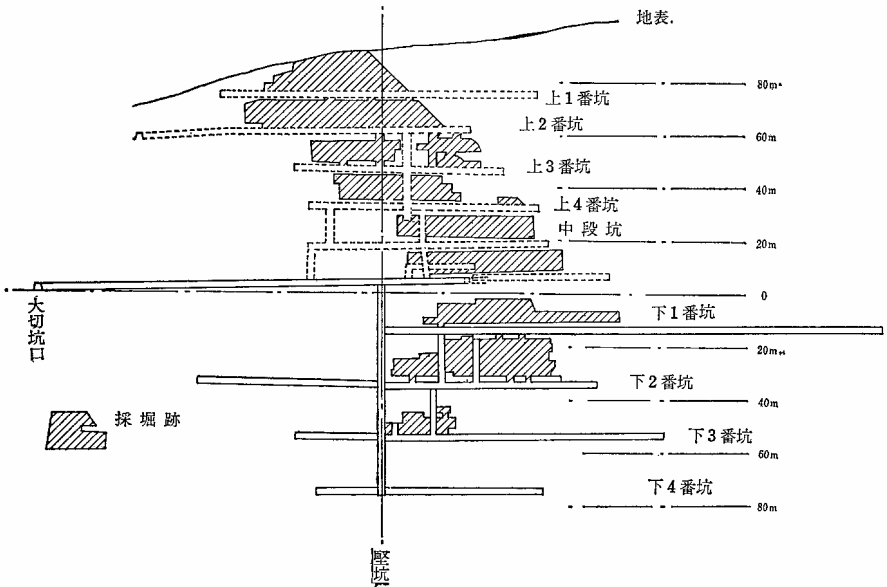 地表.
80m
上1番坑
上2番坑
60m
上3番坑
40m
上4番坑
中段坑
20m
0
大切坑口
下1番坑
20m
下2番坑
40m
採堀跡
下3番坑
60m
下4番坑
80m
竪坑